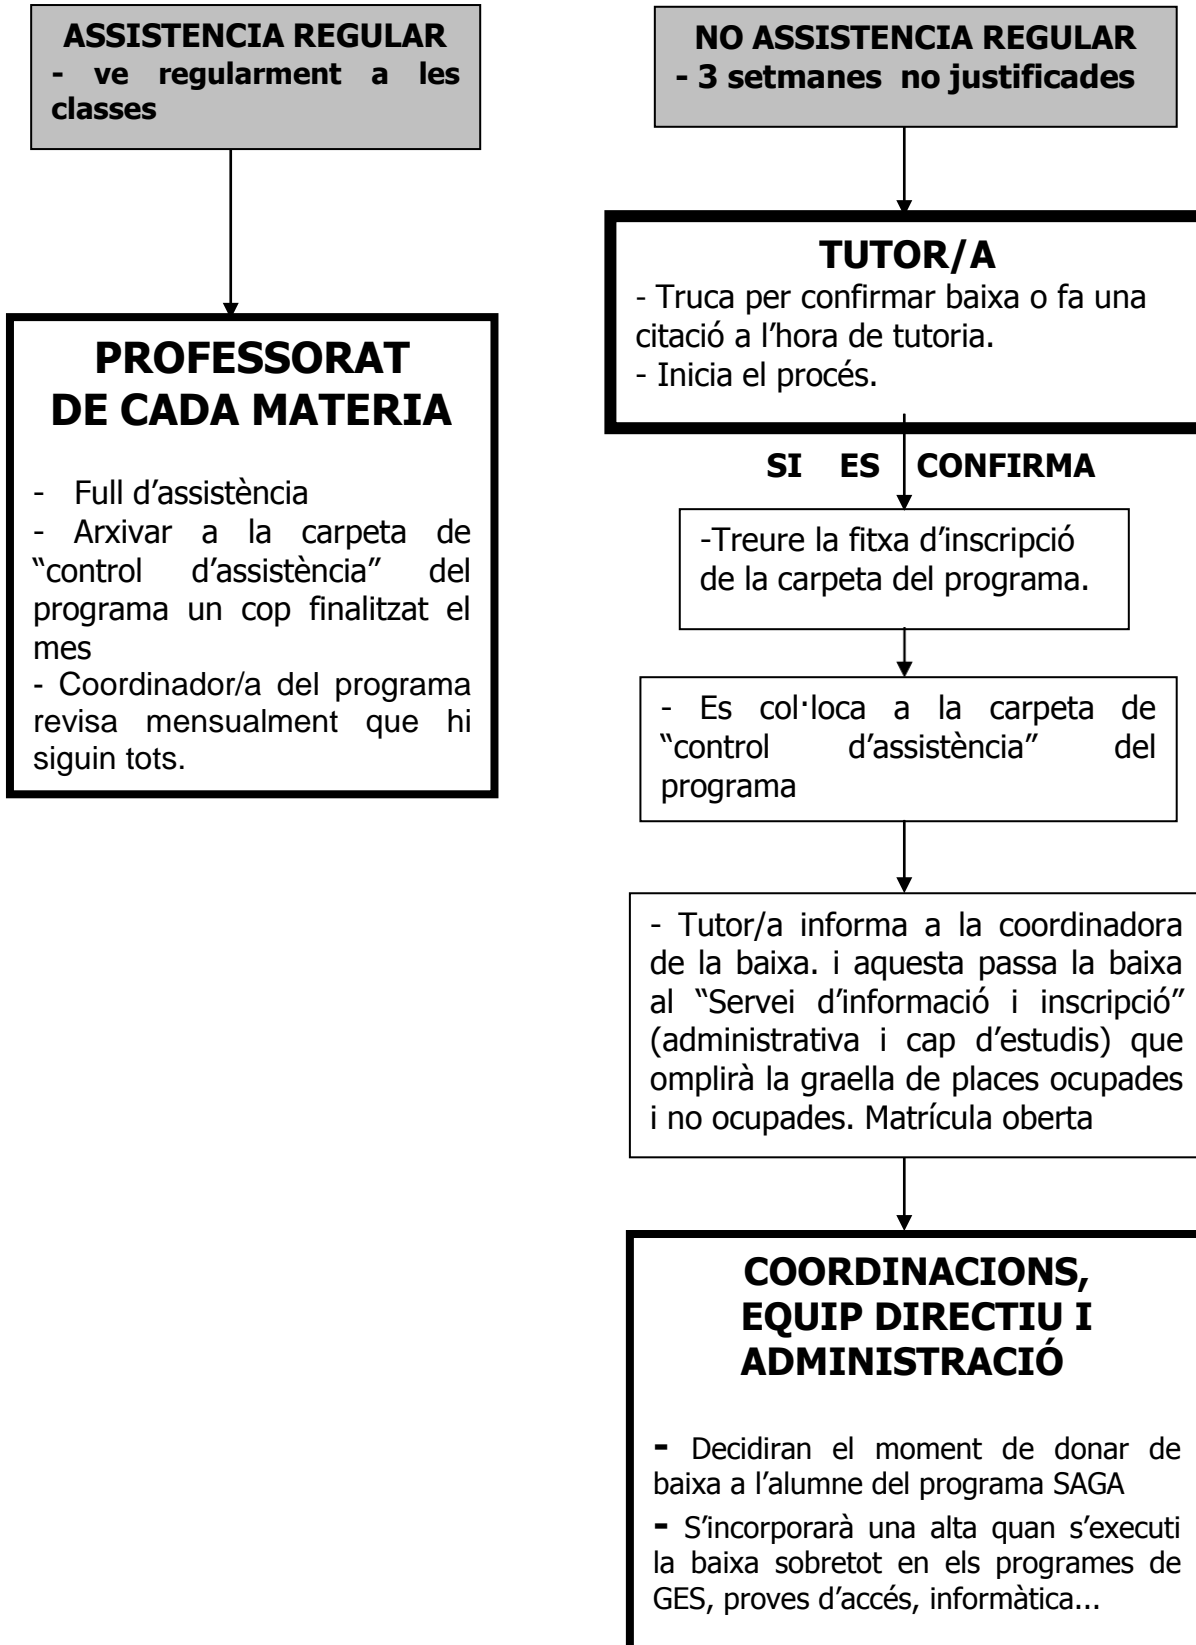 ASSISTENCIA REGULAR
- ve regularment a les
classes
PROFESSORAT
DE CADA MATERIA
- Full d’assistència
- Arxivar a la carpeta de
“control d’assistència” del
programa un cop finalitzat el
mes
- Coordinador/a del programa
revisa mensualment que hi
siguin tots.
NO ASSISTENCIA REGULAR
- 3 setmanes no justificades
TUTOR/A
- Truca per confirmar baixa o fa una
citació a l’hora de tutoria.
- Inicia el procés.
SI ES CONFIRMA
-Treure la fitxa d’inscripció
de la carpeta del programa.
- Es col·loca a la carpeta de
“control d’assistència” del
programa
- Tutor/a informa a la coordinadora
de la baixa. i aquesta passa la baixa
al “Servei d’informació i inscripció”
(administrativa i cap d’estudis) que
omplirà la graella de places ocupades
i no ocupades. Matrícula oberta
COORDINACIONS,
EQUIP DIRECTIU I
ADMINISTRACIÓ
- Decidiran el moment de donar de
baixa a l’alumne del programa SAGA
- S’incorporarà una alta quan s’executi
la baixa sobretot en els programes de
GES, proves d’accés, informàtica...